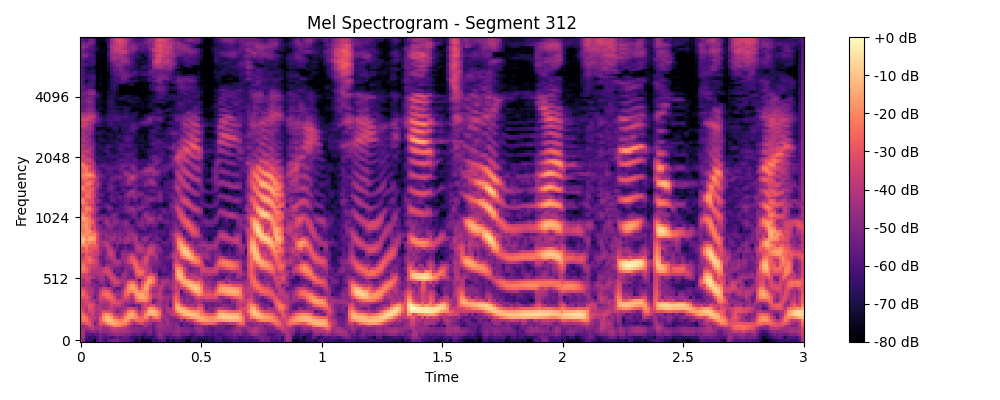 Mel Spectrogram - Segment 312
+0 dB
4096
-10 dB
-20 dB
2048
-30 dB
Frequency
-40 dB
1024
-50 dB
512
-60 dB
-70 dB
0
-80 dB
0 0.5 1 1.5 2 2.5 3
Time